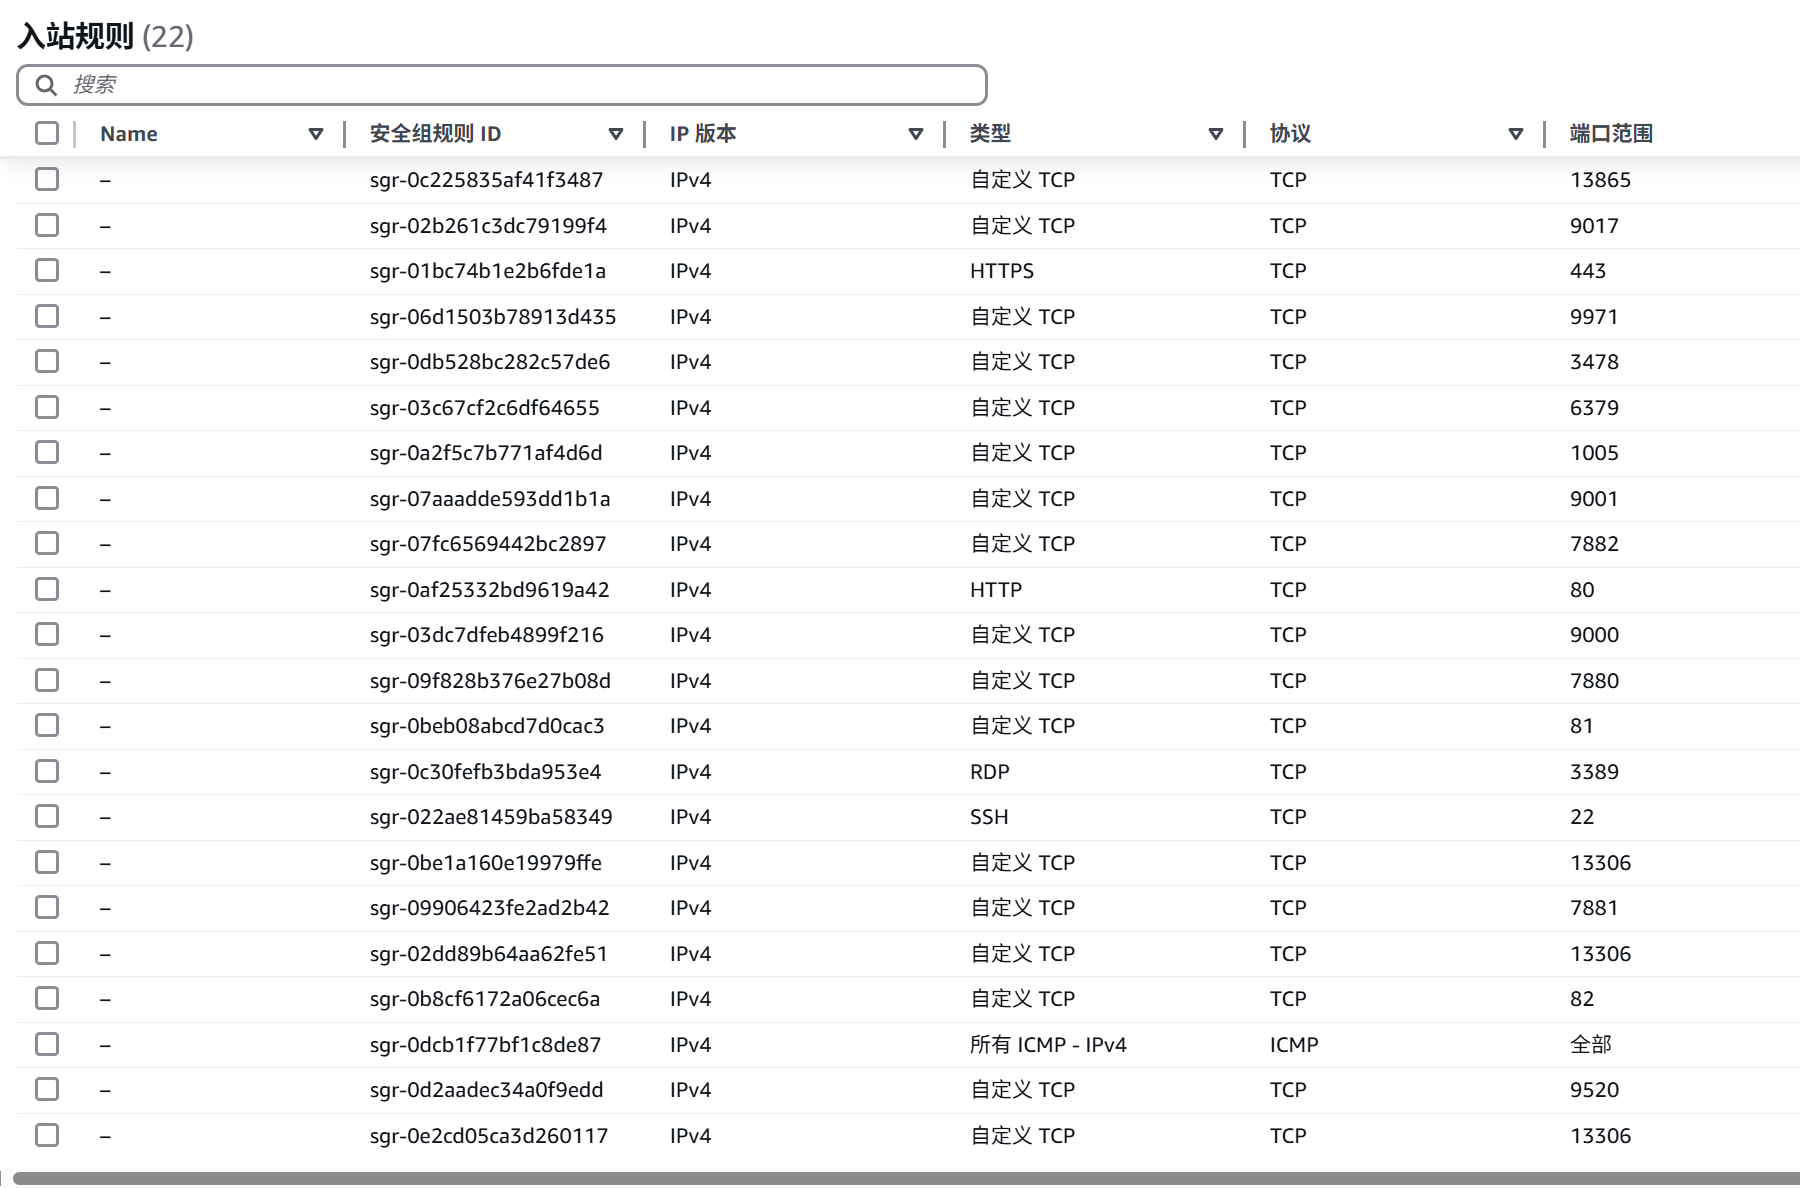 入站规则 (22)
搜索
Name 安全组规则 ID IP 版本 类型 协议 端口范围
– sgr-0c225835af41f3487 IPv4 自定义 TCP TCP 13865
– sgr-02b261c3dc79199f4 IPv4 自定义 TCP TCP 9017
– sgr-01bc74b1e2b6fde1a IPv4 HTTPS TCP 443
– sgr-06d1503b78913d435 IPv4 自定义 TCP TCP 9971
– sgr-0db528bc282c57de6 IPv4 自定义 TCP TCP 3478
– sgr-03c67cf2c6df64655 IPv4 自定义 TCP TCP 6379
– sgr-0a2f5c7b771af4d6d IPv4 自定义 TCP TCP 1005
– sgr-07aaadde593dd1b1a IPv4 自定义 TCP TCP 9001
– sgr-07fc6569442bc2897 IPv4 自定义 TCP TCP 7882
– sgr-0af25332bd9619a42 IPv4 HTTP TCP 80
– sgr-03dc7dfeb4899f216 IPv4 自定义 TCP TCP 9000
– sgr-09f828b376e27b08d IPv4 自定义 TCP TCP 7880
– sgr-0beb08abcd7d0cac3 IPv4 自定义 TCP TCP 81
– sgr-0c30fefb3bda953e4 IPv4 RDP TCP 3389
– sgr-022ae81459ba58349 IPv4 SSH TCP 22
– sgr-0be1a160e19979ffe IPv4 自定义 TCP TCP 13306
– sgr-09906423fe2ad2b42 IPv4 自定义 TCP TCP 7881
– sgr-02dd89b64aa62fe51 IPv4 自定义 TCP TCP 13306
– sgr-0b8cf6172a06cec6a IPv4 自定义 TCP TCP 82
– sgr-0dcb1f77bf1c8de87 IPv4 所有 ICMP - IPv4 ICMP 全部
– sgr-0d2aadec34a0f9edd IPv4 自定义 TCP TCP 9520
– sgr-0e2cd05ca3d260117 IPv4 自定义 TCP TCP 13306